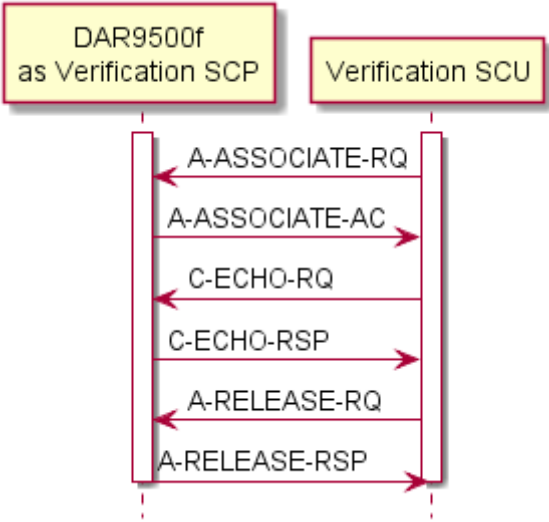 DAR9500f
as Verification SCP
Verification SCU
A-ASSOCIATE-RQ
A-ASSOCIATE-AC
C-ECHO-RQ
C-ECHO-RSP
A-RELEASE-RQ
A-RELEASE-RSP